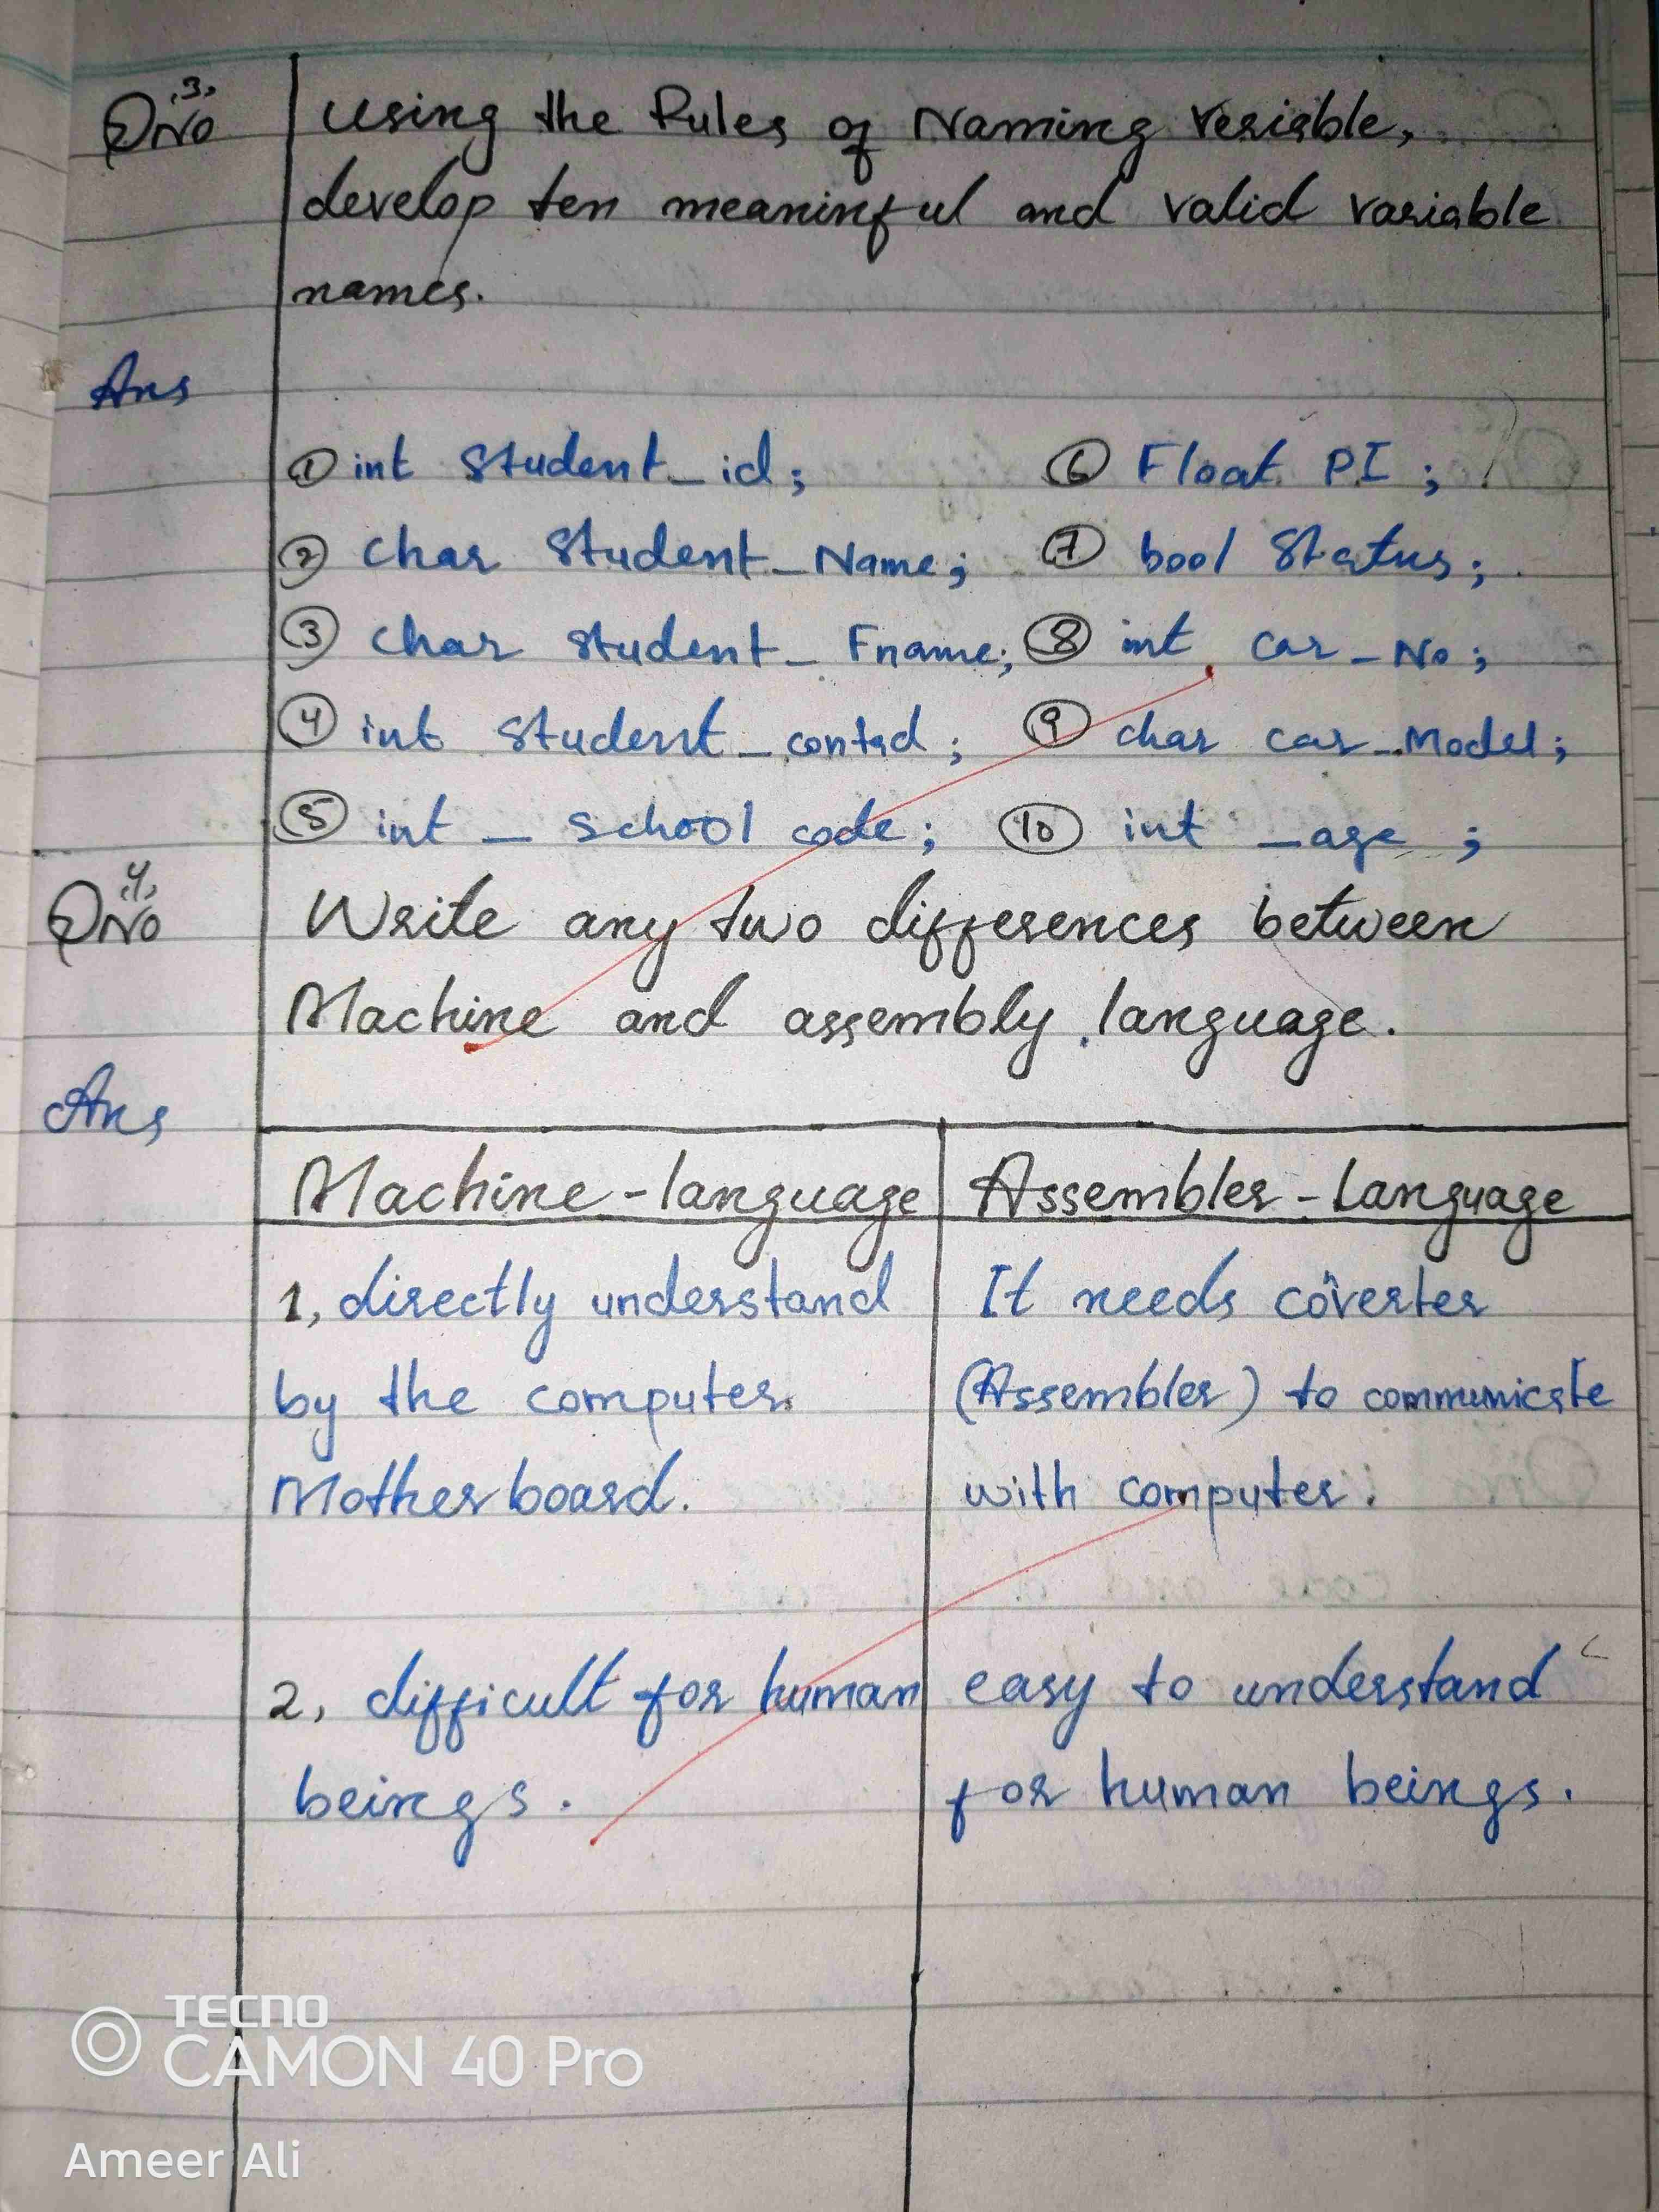 Q No ,3,
Using the Rules of Naming veriable,
develop ten meaninful and valid variable
names.
Ans
① int Student_id; ⑥ Float PI ;
② Char Student_Name; ⑦ bool Status;
③ Char Student_Fname; ⑧ int car_No;
④ int Student_contad; ⑨ char car_Model;
⑤ int _ School code; ⑩ int _age ;
Q No ,4,
Write any two differences between
Machine and assembly language.
Ans
Machine-language Assembler-Language
1, directly understand It needs coverter
by the computer (Assembler) to communicate
Motherboard. with computer.
2, difficult for human easy to understand
beings. for human beings.
TECNO
CAMON 40 Pro
Ameer Ali